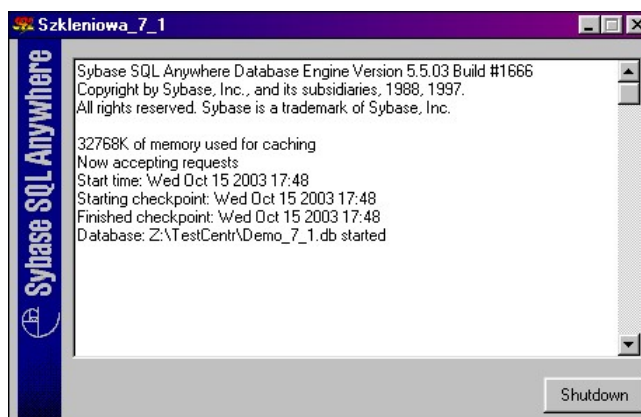 Szkleniowa_7_1
Sybase SQL Anywhere
Sybase SQL Anywhere Database Engine Version 5.5.03 Build #1666
Copyright by Sybase, Inc., and its subsidiaries, 1988, 1997.
All rights reserved. Sybase is a trademark of Sybase, Inc.
32768K of memory used for caching
Now accepting requests
Start time: Wed Oct 15 2003 17:48
Starting checkpoint: Wed Oct 15 2003 17:48
Finished checkpoint: Wed Oct 15 2003 17:48
Database: Z:\TestCentr\Demo_7_1.db started
Shutdown